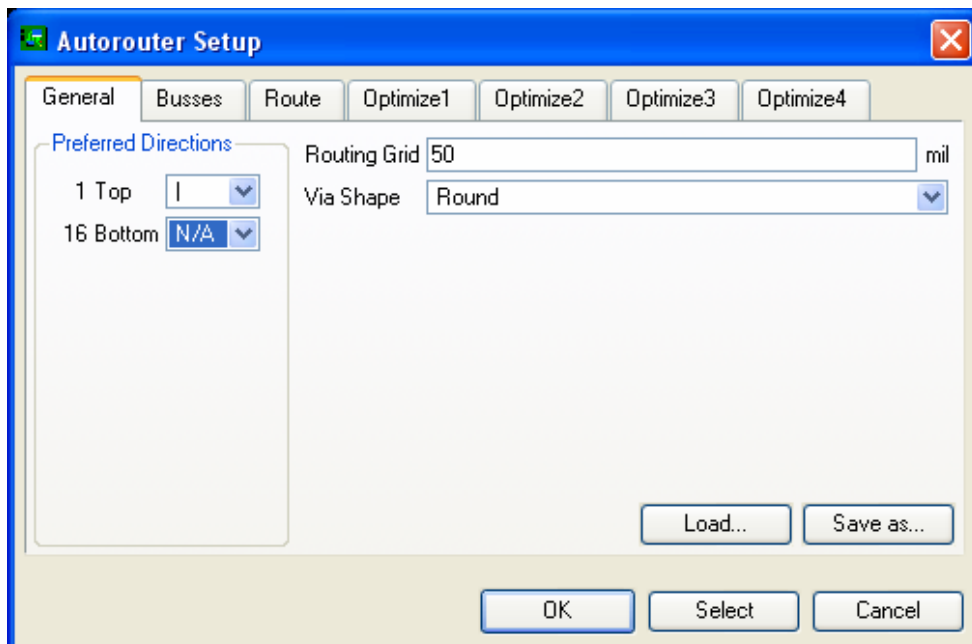 Autorouter Setup
General Busses Route Optimize1 Optimize2 Optimize3 Optimize4
Preferred Directions
1 Top |
16 Bottom N/A
Routing Grid 50 mil
Via Shape Round
Load... Save as...
OK Select Cancel